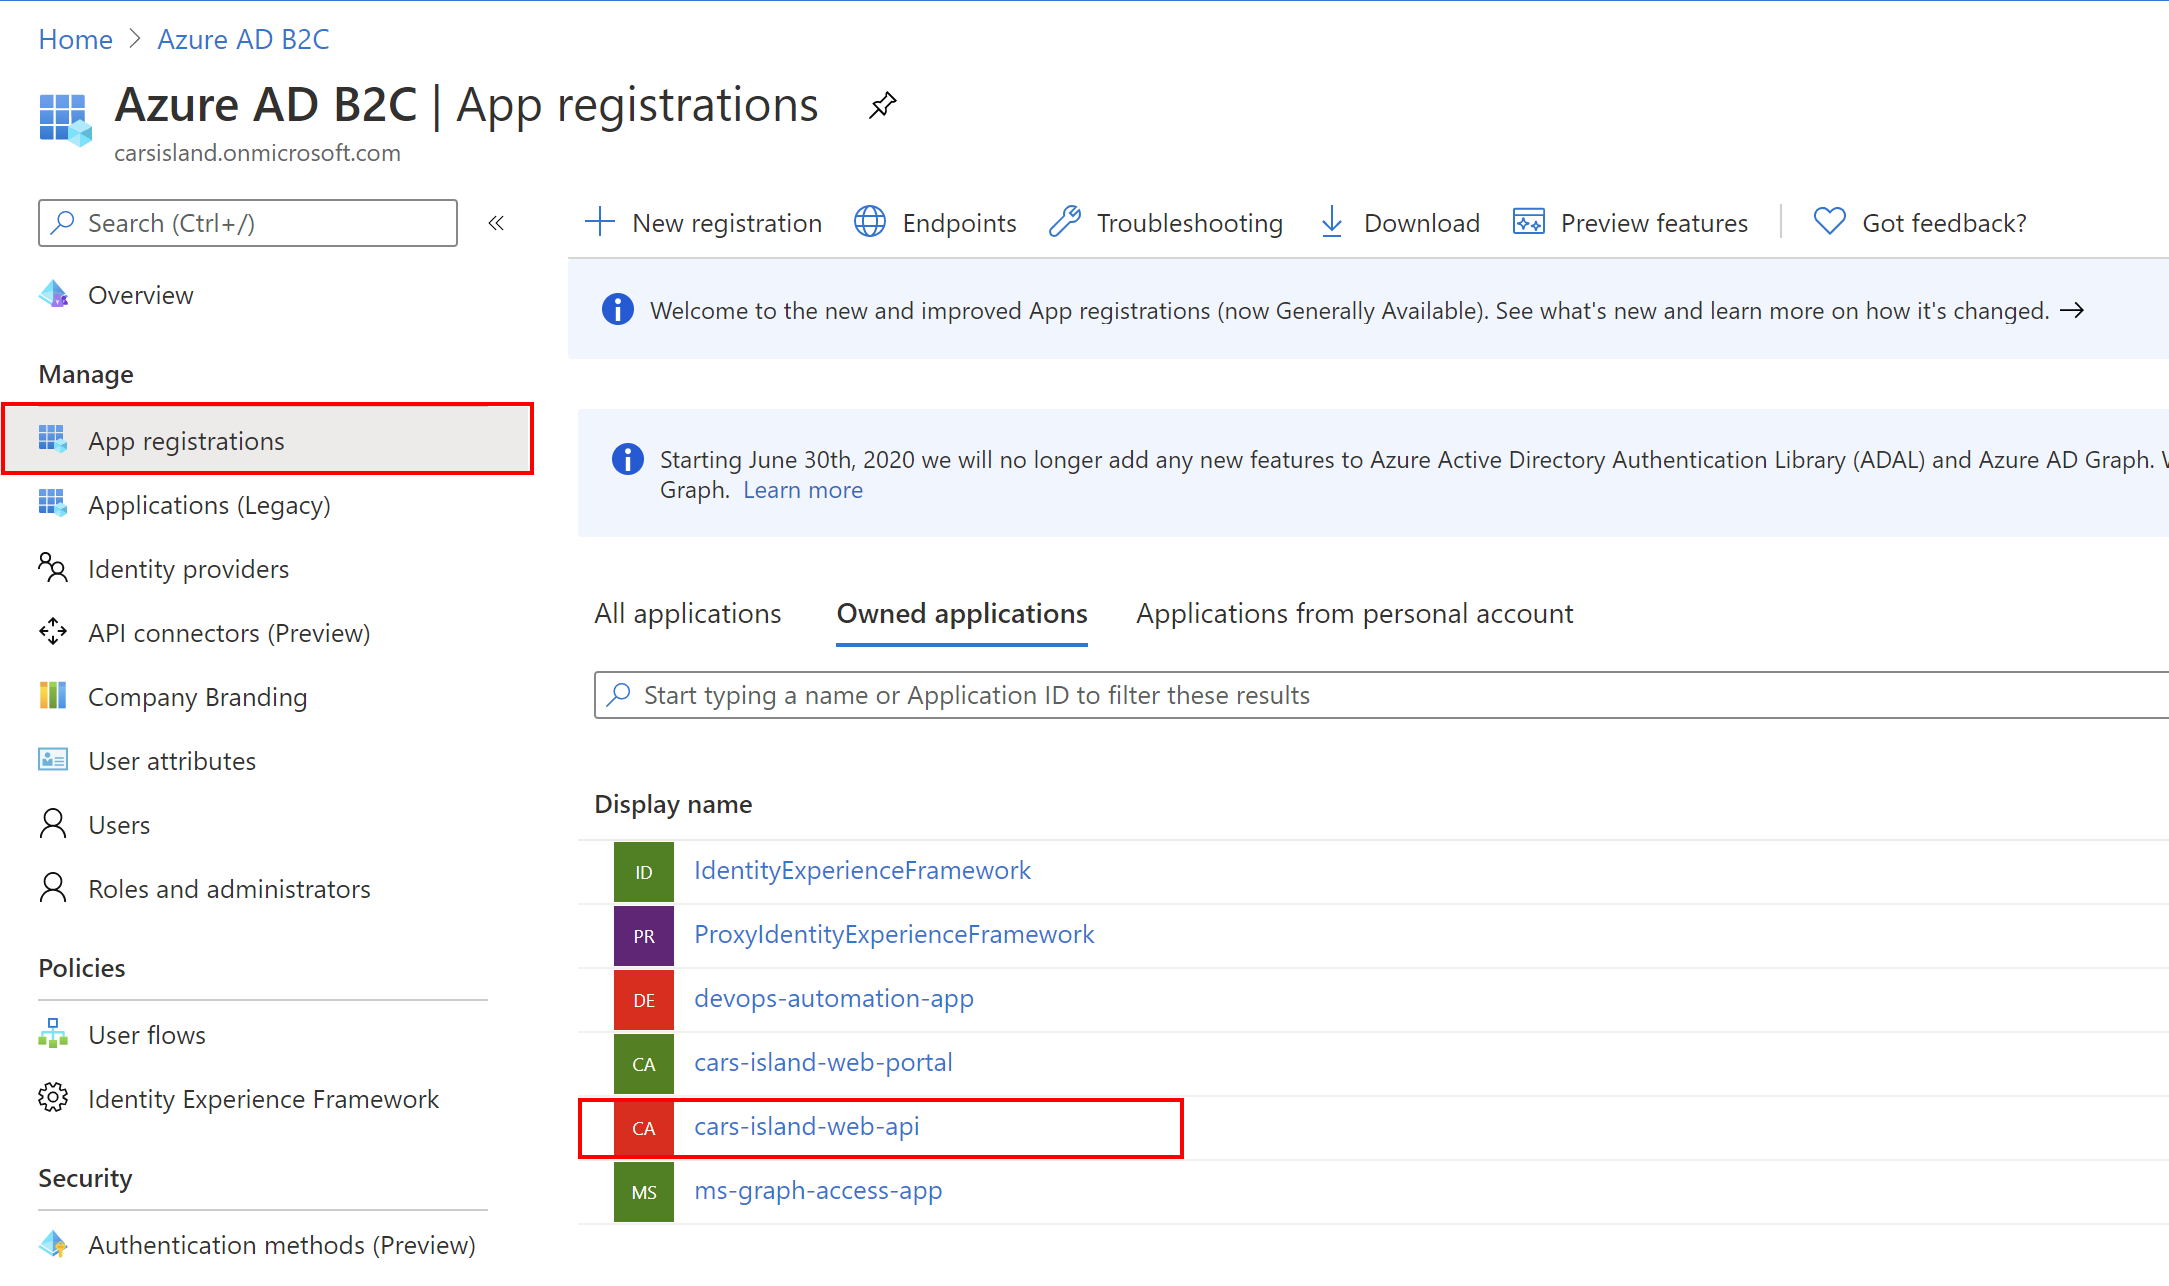 Home > Azure AD B2C
Azure AD B2C | App registrations
carsisland.onmicrosoft.com
Search (Ctrl+/)
«
Overview
Manage
App registrations
Applications (Legacy)
Identity providers
API connectors (Preview)
Company Branding
User attributes
Users
Roles and administrators
Policies
User flows
Identity Experience Framework
Security
Authentication methods (Preview)
New registration
Endpoints
Troubleshooting
Download
Preview features
Got feedback?
Welcome to the new and improved App registrations (now Generally Available). See what's new and learn more on how it's changed. →
Starting June 30th, 2020 we will no longer add any new features to Azure Active Directory Authentication Library (ADAL) and Azure AD Graph.
Graph. Learn more
All applications
Owned applications
Applications from personal account
Start typing a name or Application ID to filter these results
Display name
ID IdentityExperienceFramework
PR ProxyIdentityExperienceFramework
DE devops-automation-app
CA cars-island-web-portal
CA cars-island-web-api
MS ms-graph-access-app